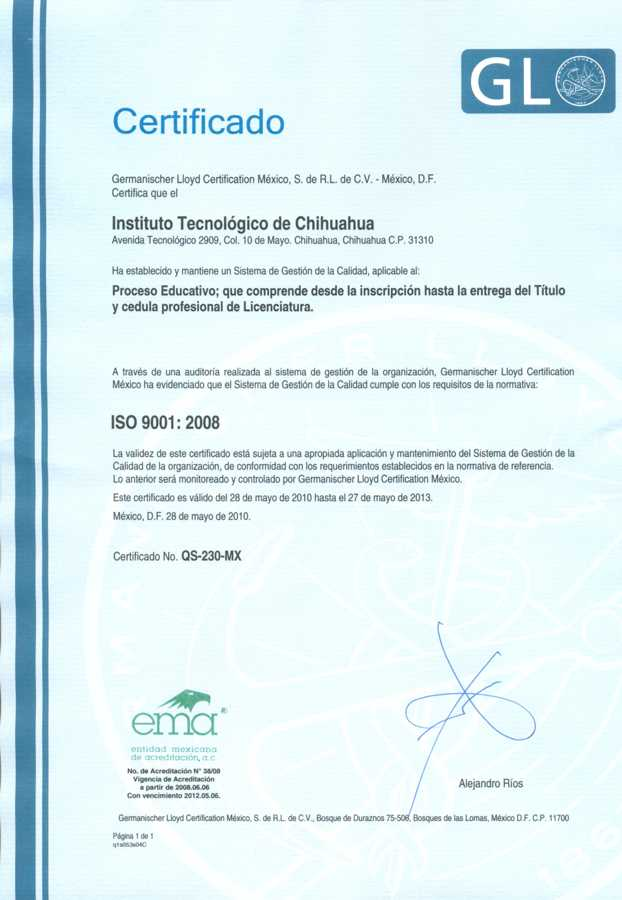 GL
Certificado
Germanischer Lloyd Certification México, S. de R.L. de C.V. - México, D.F.
Certifica que el
Instituto Tecnológico de Chihuahua
Avenida Tecnológico 2909, Col. 10 de Mayo. Chihuahua, Chihuahua C.P. 31310
Ha establecido y mantiene un Sistema de Gestión de la Calidad, aplicable al:
Proceso Educativo; que comprende desde la inscripción hasta la entrega del Título
y cedula profesional de Licenciatura.
A través de una auditoría realizada al sistema de gestión de la organización, Germanischer Lloyd Certification
México ha evidenciado que el Sistema de Gestión de la Calidad cumple con los requisitos de la normativa:
ISO 9001: 2008
La validez de este certificado está sujeta a una apropiada aplicación y mantenimiento del Sistema de Gestión de la
Calidad de la organización, de conformidad con los requerimientos establecidos en la normativa de referencia.
Lo anterior será monitoreado y controlado por Germanischer Lloyd Certification México.
Este certificado es válido del 28 de mayo de 2010 hasta el 27 de mayo de 2013.
México, D.F. 28 de mayo de 2010.
Certificado No. QS-230-MX
ema®
entidad mexicana
de acreditación, a.c.
No. de Acreditación N° 38/08
Vigencia de Acreditación
a partir de 2008.06.06
Con vencimiento 2012.05.06.
Alejandro Ríos
Germanischer Lloyd Certification México, S. de R.L. de C.V., Bosque de Duraznos 75-506, Bosques de las Lomas, México D.F. C.P. 11700
Página 1 de 1